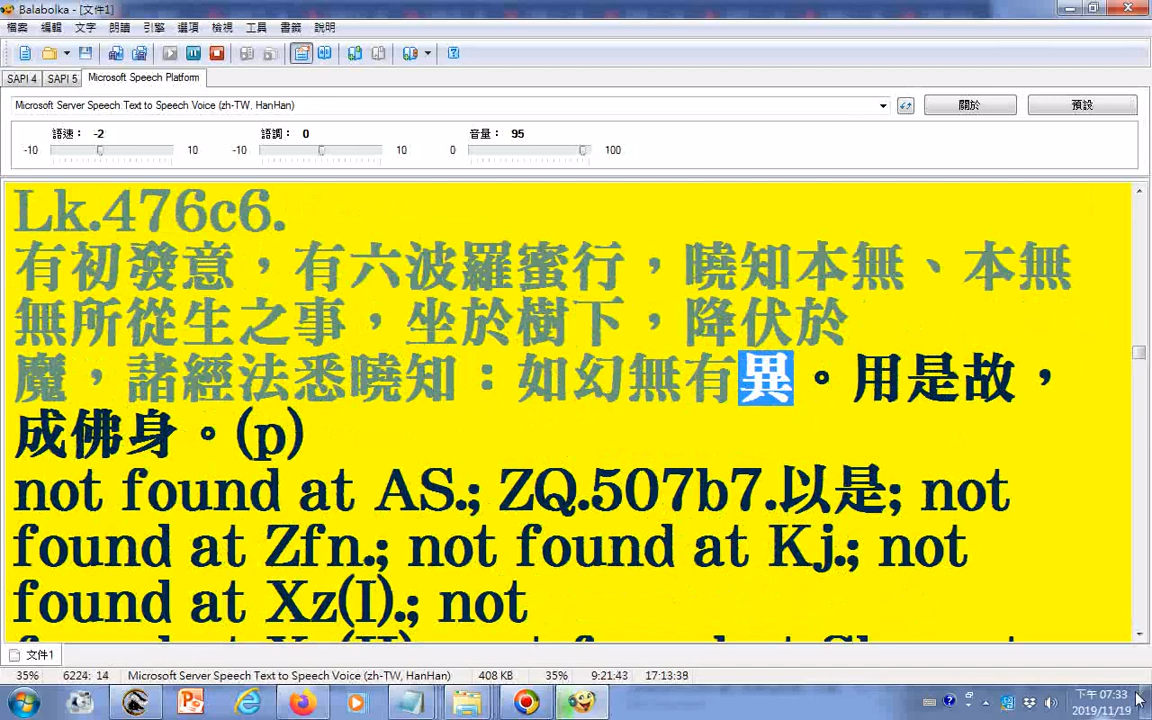 Balabolka - [文件1]
檔案 編輯 文字 朗讀 引擎 選項 檢視 工具 書籤 說明
SAPI 4 SAPI 5 Microsoft Speech Platform
Microsoft Server Speech Text to Speech Voice (zh-TW, HanHan) 關於 預設
語速： -2 語調： 0 音量： 95
-10 10 -10 10 0 100
Lk.476c6.
有初發意，有六波羅蜜行，曉知本無、本無
無所從生之事，坐於樹下，降伏於
魔，諸經法悉曉知：如幻無有異。用是故，
成佛身。(p)
not found at AS.; ZQ.507b7.以是; not
found at Zfn.; not found at Kj.; not
found at Xz(I).; not
文件1
35% 6224: 14 Microsoft Server Speech Text to Speech Voice (zh-TW, HanHan) 408 KB 35% 9:21:43 17:13:39
下午 07:33
2019/11/19